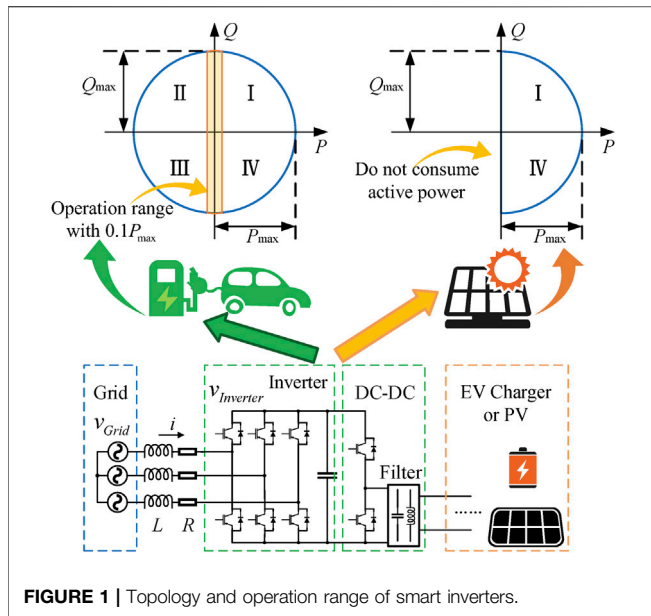 Q
Q
Qmax
Qmax
II
I
I
P
P
III
IV
IV
Do not consume
active power
Operation range
with 0.1Pmax
Pmax
Pmax
Grid
vGrid
i
vInverter
Inverter
DC-DC
EV Charger
or PV
Filter
......
L
R
FIGURE 1 | Topology and operation range of smart inverters.